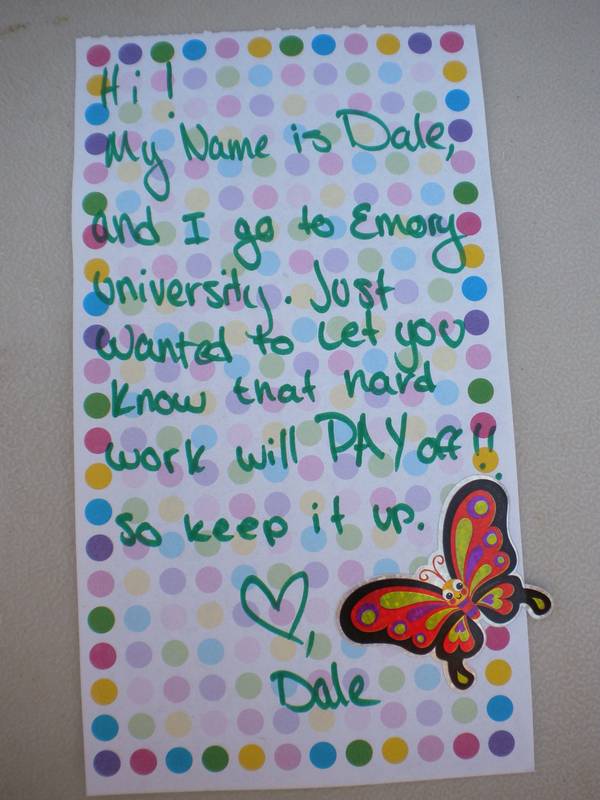 Hi!
My Name is Dale,
and I go to Emory
University. Just
wanted to let you
know that hard
work will PAY off!!
So keep it up.
♡,
Dale